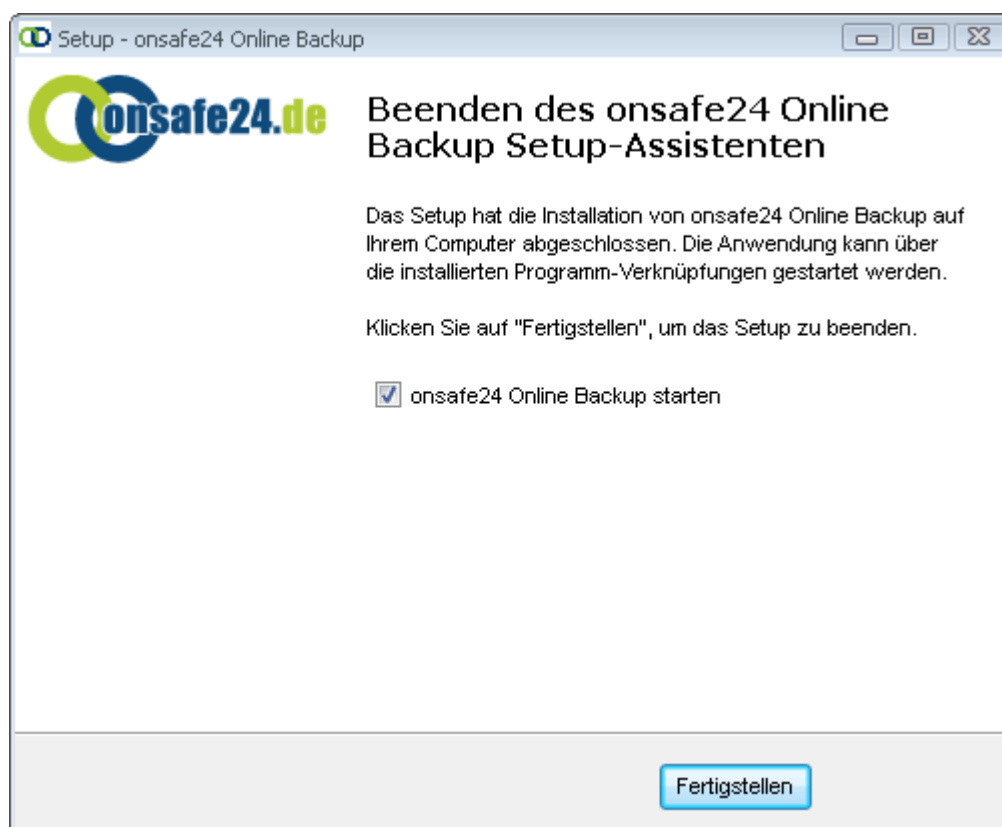 Setup - onsafe24 Online Backup
onsafe24.de
Beenden des onsafe24 Online
Backup Setup-Assistenten
Das Setup hat die Installation von onsafe24 Online Backup auf
Ihrem Computer abgeschlossen. Die Anwendung kann über
die installierten Programm-Verknüpfungen gestartet werden.
Klicken Sie auf "Fertigstellen", um das Setup zu beenden.
onsafe24 Online Backup starten
Fertigstellen